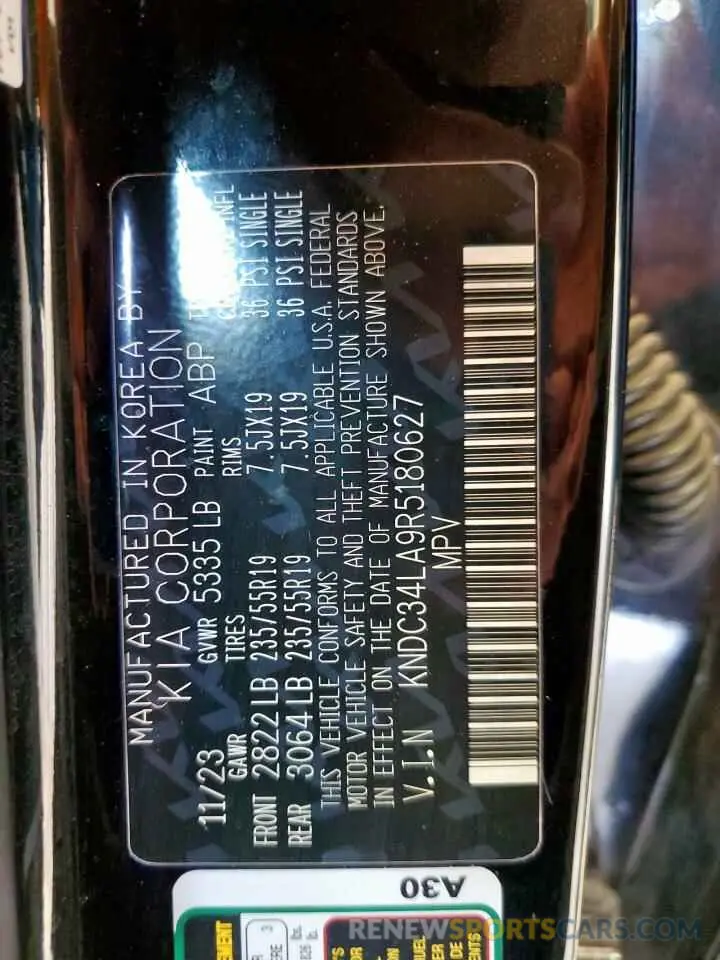 MANUFACTURED IN KOREA BY
KIA CORPORATION
11/23 GVWR 5335 LB PAINT ABP
GAWR TIRES RIMS INFL
FRONT 2822 LB 235/55R19 7.5JX19 36 PSI SINGLE
REAR 3064 LB 235/55R19 7.5JX19 36 PSI SINGLE
THIS VEHICLE CONFORMS TO ALL APPLICABLE U.S.A. FEDERAL
MOTOR VEHICLE SAFETY AND THEFT PREVENTION STANDARDS
IN EFFECT ON THE DATE OF MANUFACTURE SHOWN ABOVE.
V.I.N KNDC34LA9R5180627
MPV
A30
RENEWSPORTSCARS.COM